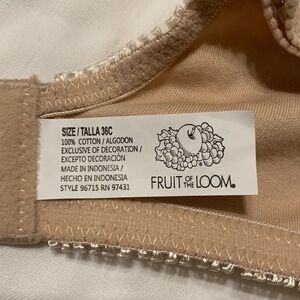 SIZE / TALLA 36C
100% COTTON / ALGODON
EXCLUSIVE OF DECORATION /
EXCEPTO DECORACIÓN
MADE IN INDONESIA /
HECHO EN INDONESIA
STYLE 96715 RN 97431
FRUIT OF THE LOOM®